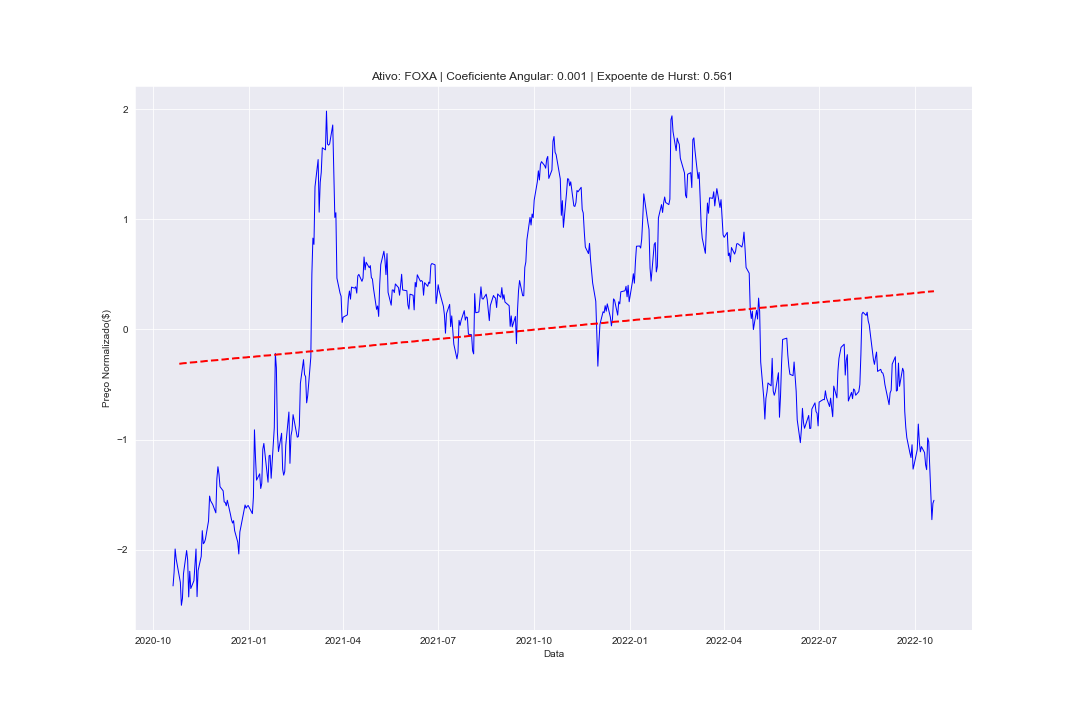 Ativo: FOXA | Coeficiente Angular: 0.001 | Expoente de Hurst: 0.561
Preço Normalizado($)
2
1
0
−1
−2
2020-10 2021-01 2021-04 2021-07 2021-10 2022-01 2022-04 2022-07 2022-10
Data